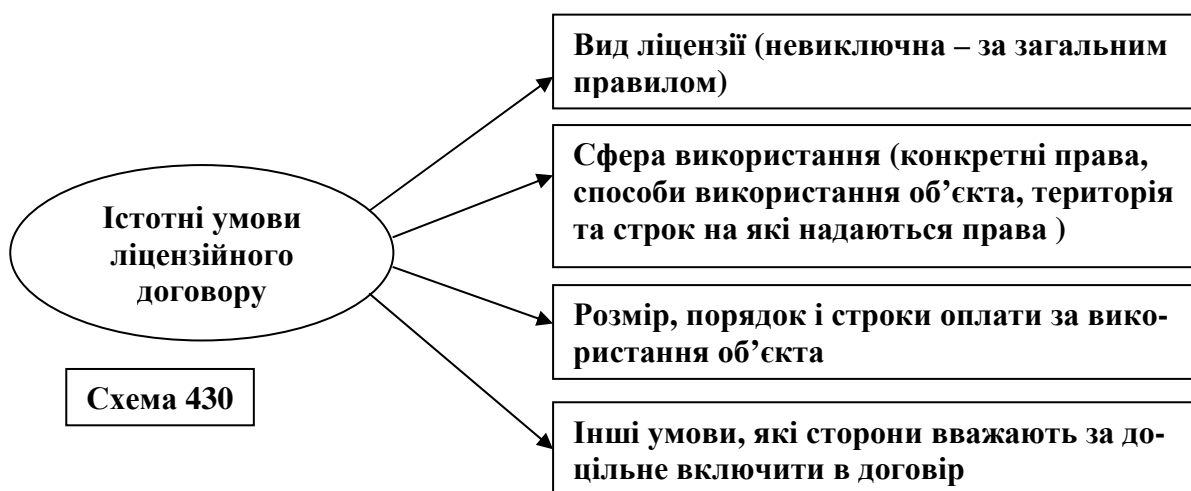 Істотні умови
ліцензійного
договору
Схема 430
Вид ліцензії (невиключна – за загальним
правилом)
Сфера використання (конкретні права,
способи використання об’єкта, територія
та строк на які надаються права )
Розмір, порядок і строки оплати за вико-
ристання об’єкта
Інші умови, які сторони вважають за до-
цільне включити в договір